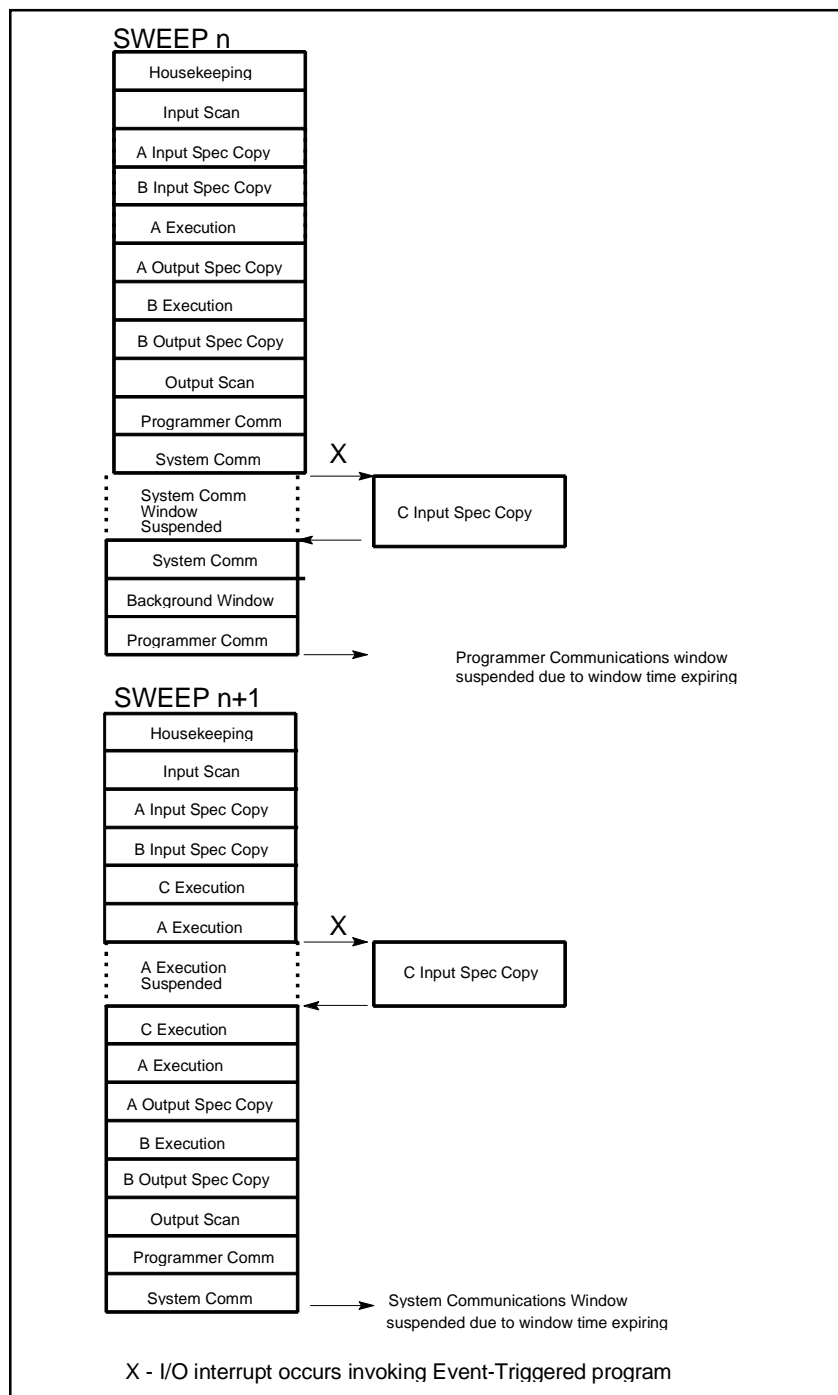 SWEEP n
Housekeeping
Input Scan
A Input Spec Copy
B Input Spec Copy
A Execution
A Output Spec Copy
B Execution
B Output Spec Copy
Output Scan
Programmer Comm
System Comm
X
System Comm
Window
Suspended
C Input Spec Copy
System Comm
Background Window
Programmer Comm
Programmer Communications window
suspended due to window time expiring
SWEEP n+1
Housekeeping
Input Scan
A Input Spec Copy
B Input Spec Copy
C Execution
A Execution
X
A Execution
Suspended
C Input Spec Copy
C Execution
A Execution
A Output Spec Copy
B Execution
B Output Spec Copy
Output Scan
Programmer Comm
System Comm
System Communications Window
suspended due to window time expiring
X - I/O interrupt occurs invoking Event-Triggered program